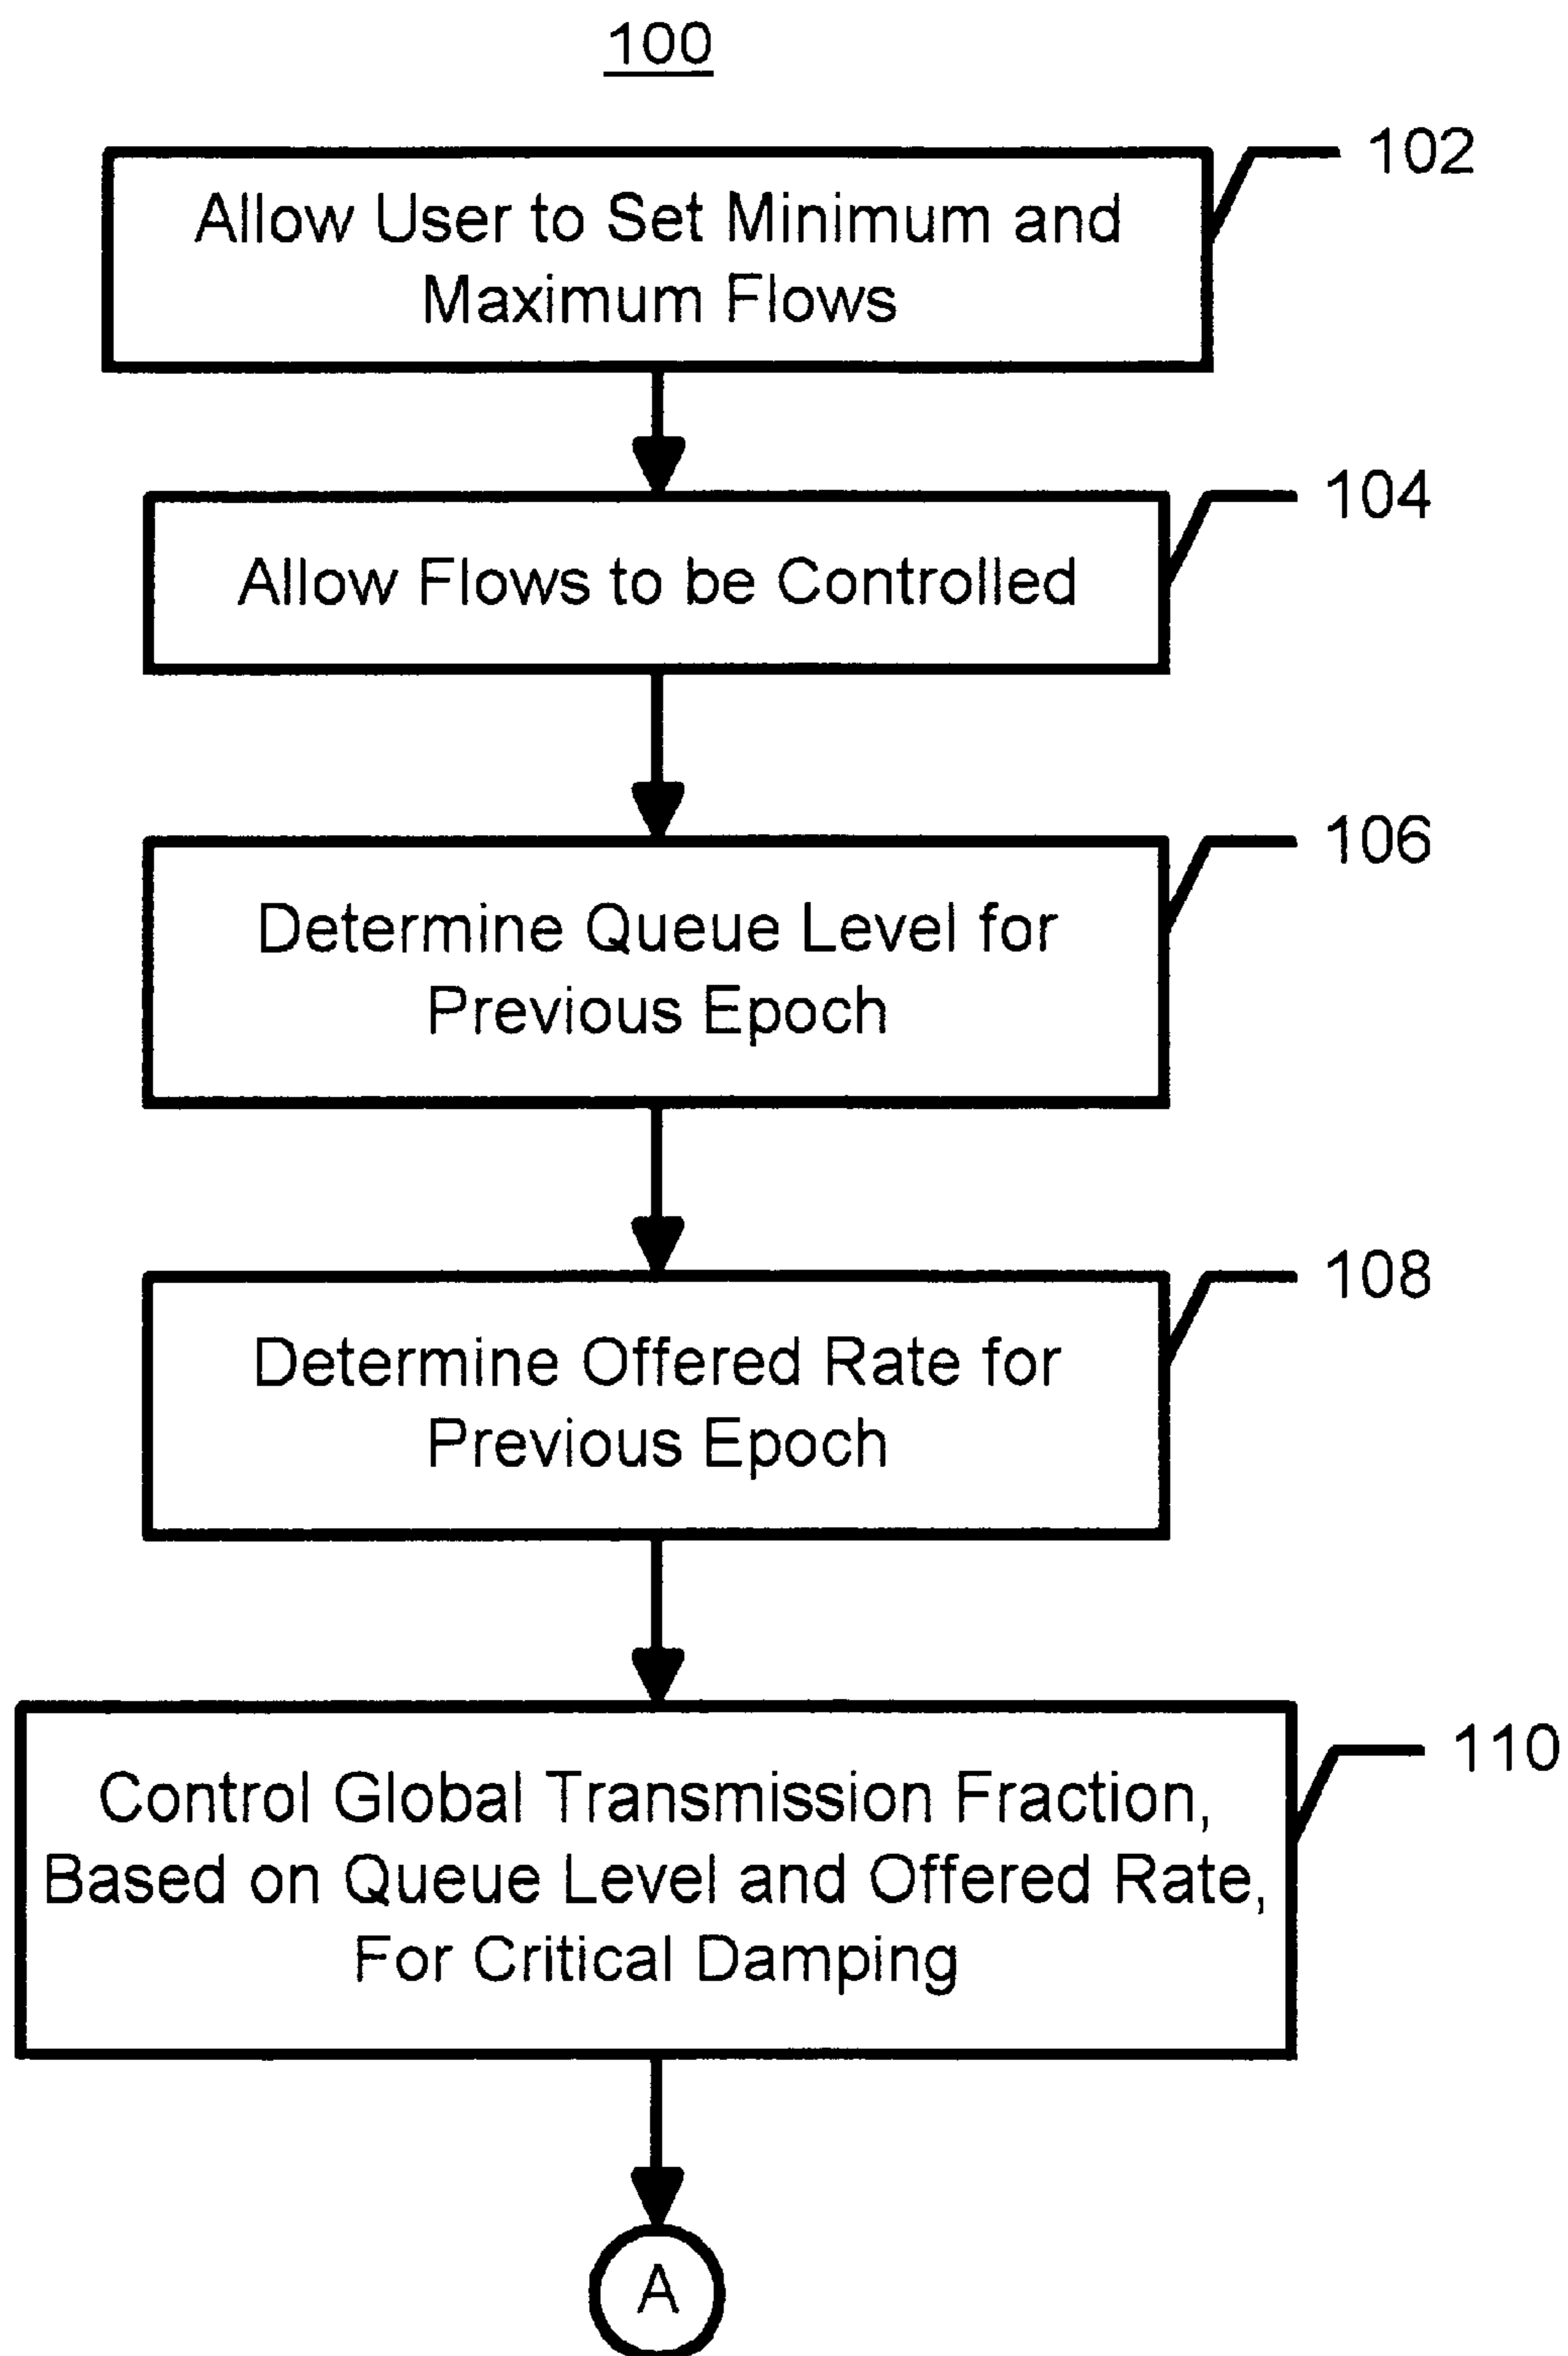 100
102
Allow User to Set Minimum and
Maximum Flows
104
Allow Flows to be Controlled
106
Determine Queue Level for
Previous Epoch
108
Determine Offered Rate for
Previous Epoch
110
Control Global Transmission Fraction,
Based on Queue Level and Offered Rate,
For Critical Damping
A